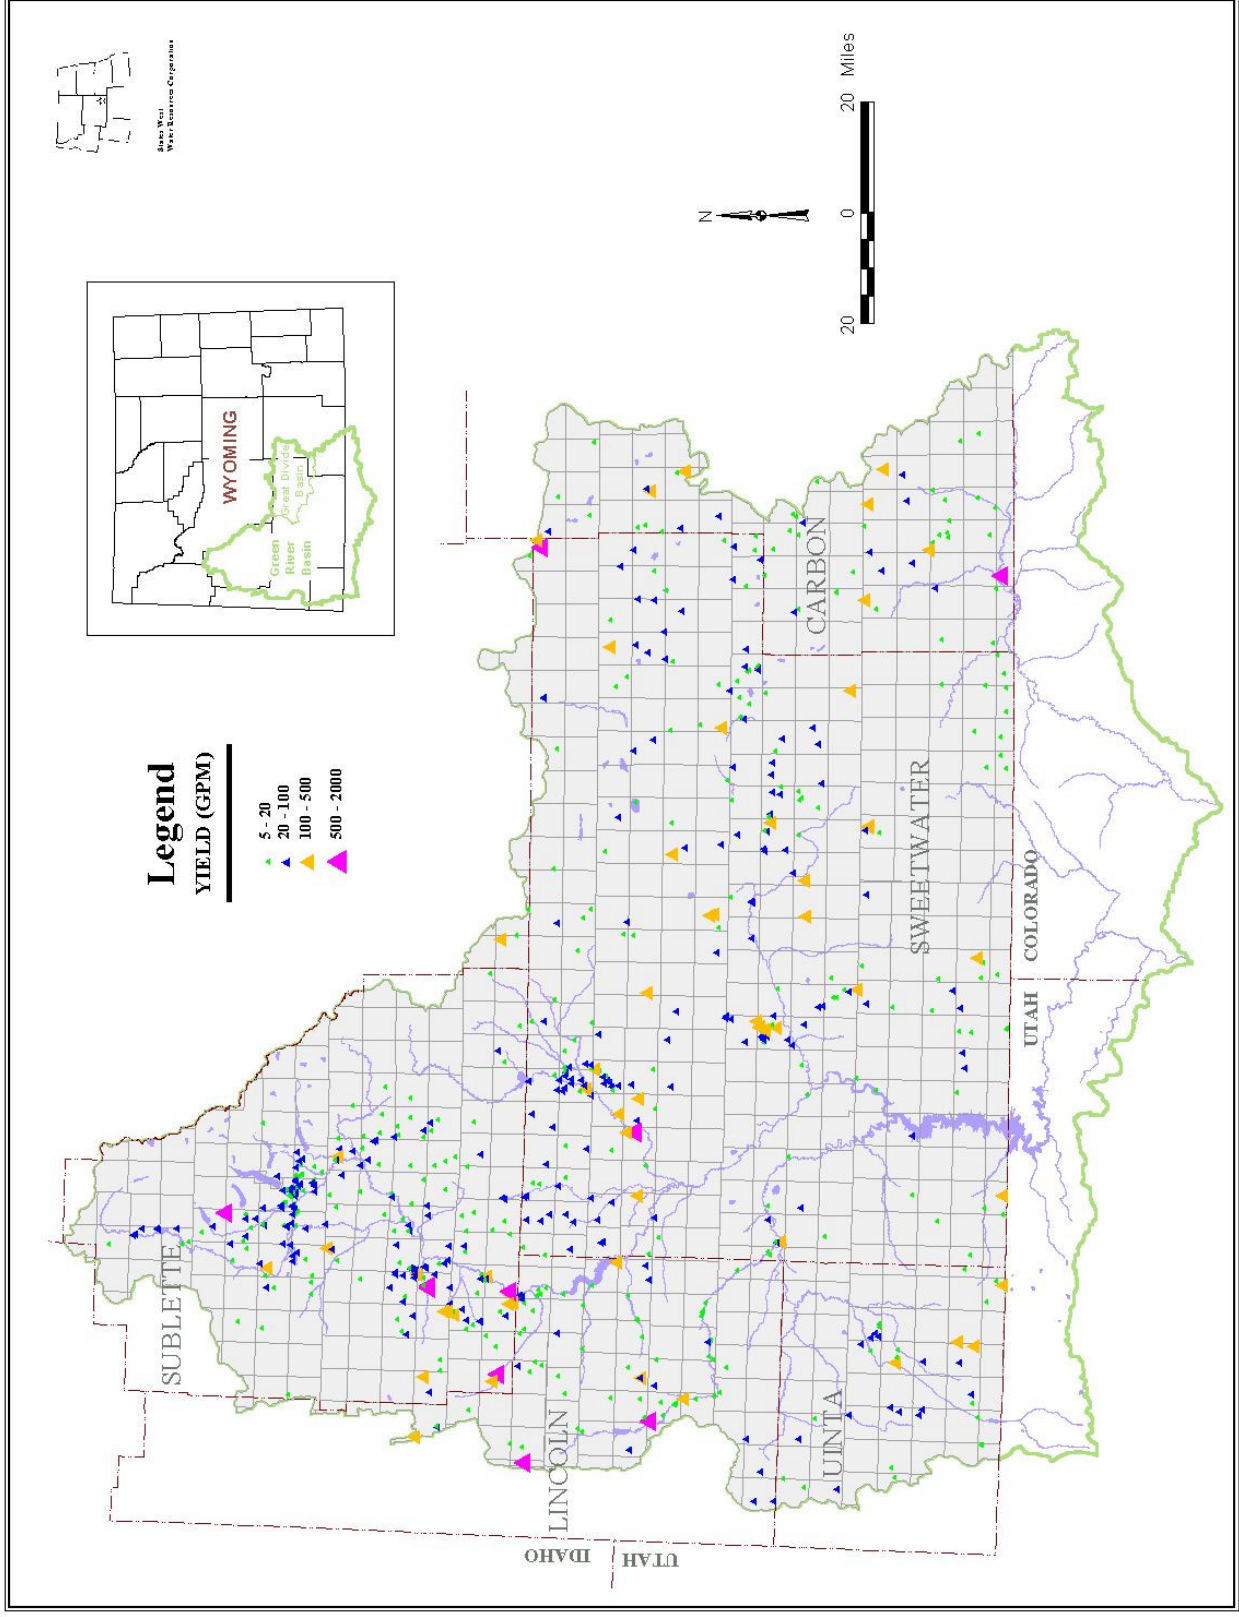 States West
Water Resources Corporation
WYOMING
Great Divide
Basin
Green
River
Basin
Legend
YIELD (GPM)
5 - 20
20 -100
100 - 500
500 - 2000
N
20
0
20 Miles
SUBLETTE
LINCOLN
UINTA
SWEETWATER
CARBON
IDAHO
UTAH
UTAH
COLORADO